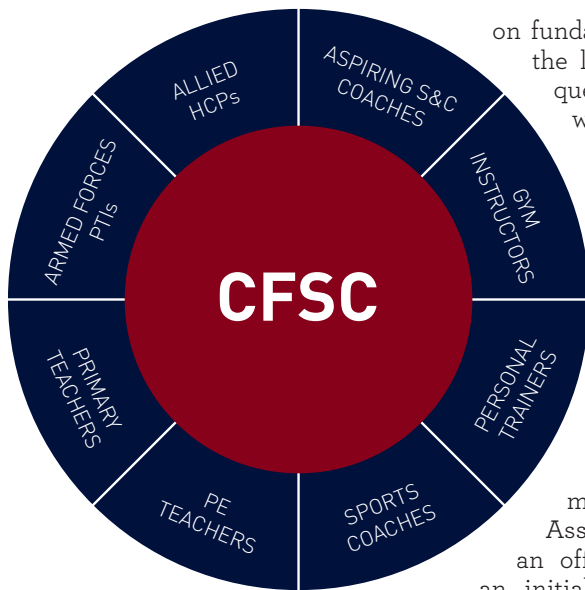 on funda
the l
que
w
ALLIED
HCPs
ASPIRING S&C
COACHES
GYM
INSTRUCTORS
PERSONAL
TRAINERS
SPORTS
COACHES
PE
TEACHERS
PRIMARY
TEACHERS
ARMED FORCES
PTIs
CFSC
m
Ass
an off
an initial